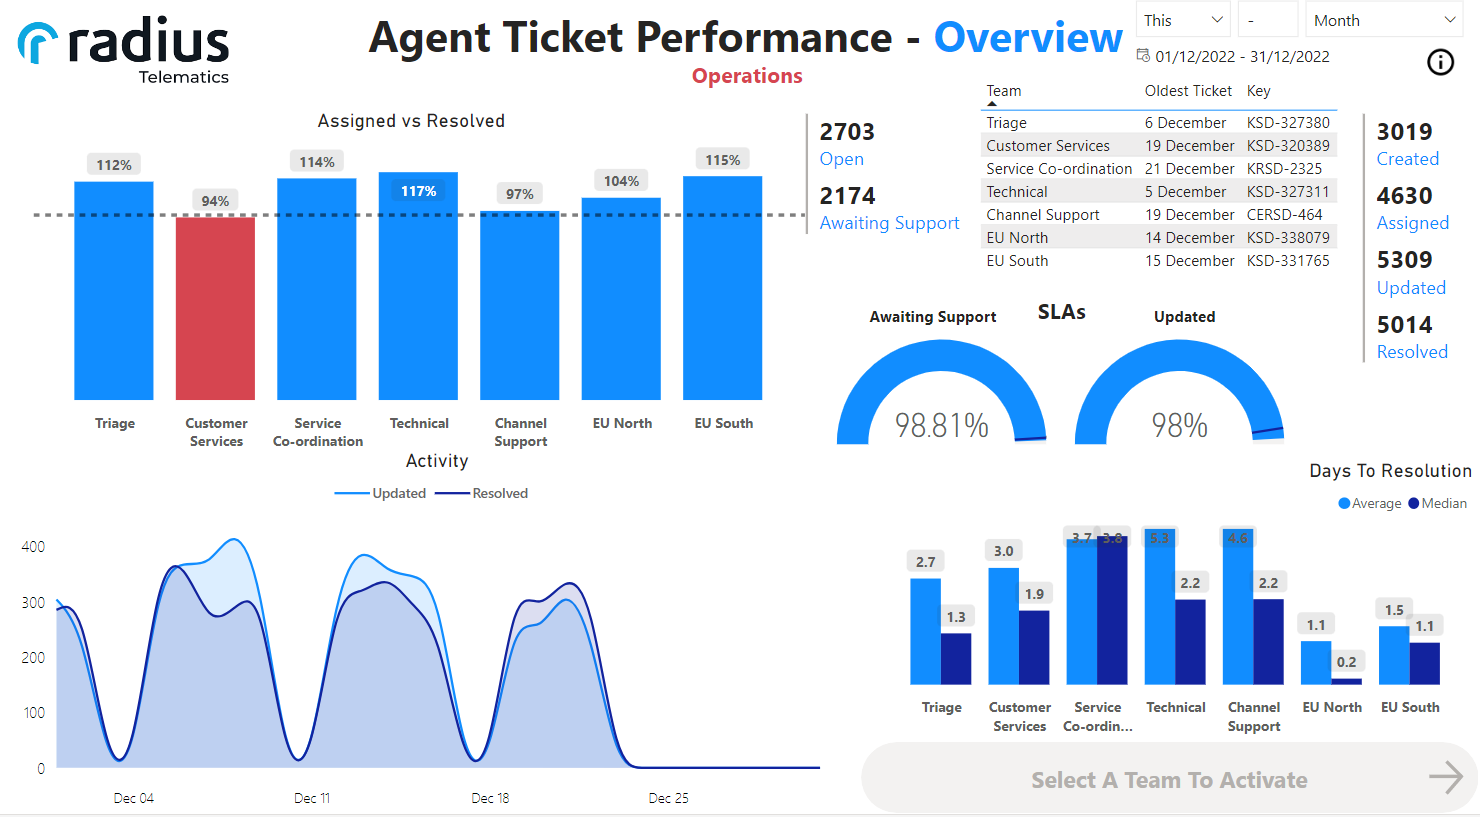 radius
Telematics
Agent Ticket Performance - Overview
Operations
This
-
Month
01/12/2022 - 31/12/2022
Assigned vs Resolved
112%
94%
114%
117%
97%
104%
115%
Triage
Customer
Services
Service
Co-ordination
Technical
Channel
Support
EU North
EU South
2703
Open
2174
Awaiting Support
Team Oldest Ticket Key
Triage 6 December KSD-327380
Customer Services 19 December KSD-320389
Service Co-ordination 21 December KRSD-2325
Technical 5 December KSD-327311
Channel Support 19 December CERSD-464
EU North 14 December KSD-338079
EU South 15 December KSD-331765
3019
Created
4630
Assigned
5309
Updated
5014
Resolved
SLAs
Awaiting Support
98.81%
Updated
98%
Activity
Updated Resolved
400
300
200
100
0
Dec 04 Dec 11 Dec 18 Dec 25
Days To Resolution
Average Median
2.7
1.3
3.0
1.9
3.7
3.8
5.3
2.2
4.6
2.2
1.1
0.2
1.5
1.1
Triage
Customer
Services
Service
Co-ordin...
Technical
Channel
Support
EU North
EU South
Select A Team To Activate